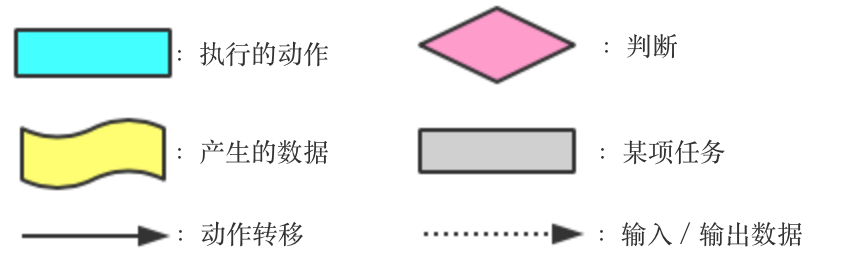 ：执行的动作
：判断
：产生的数据
：某项任务
：动作转移
：输入／输出数据